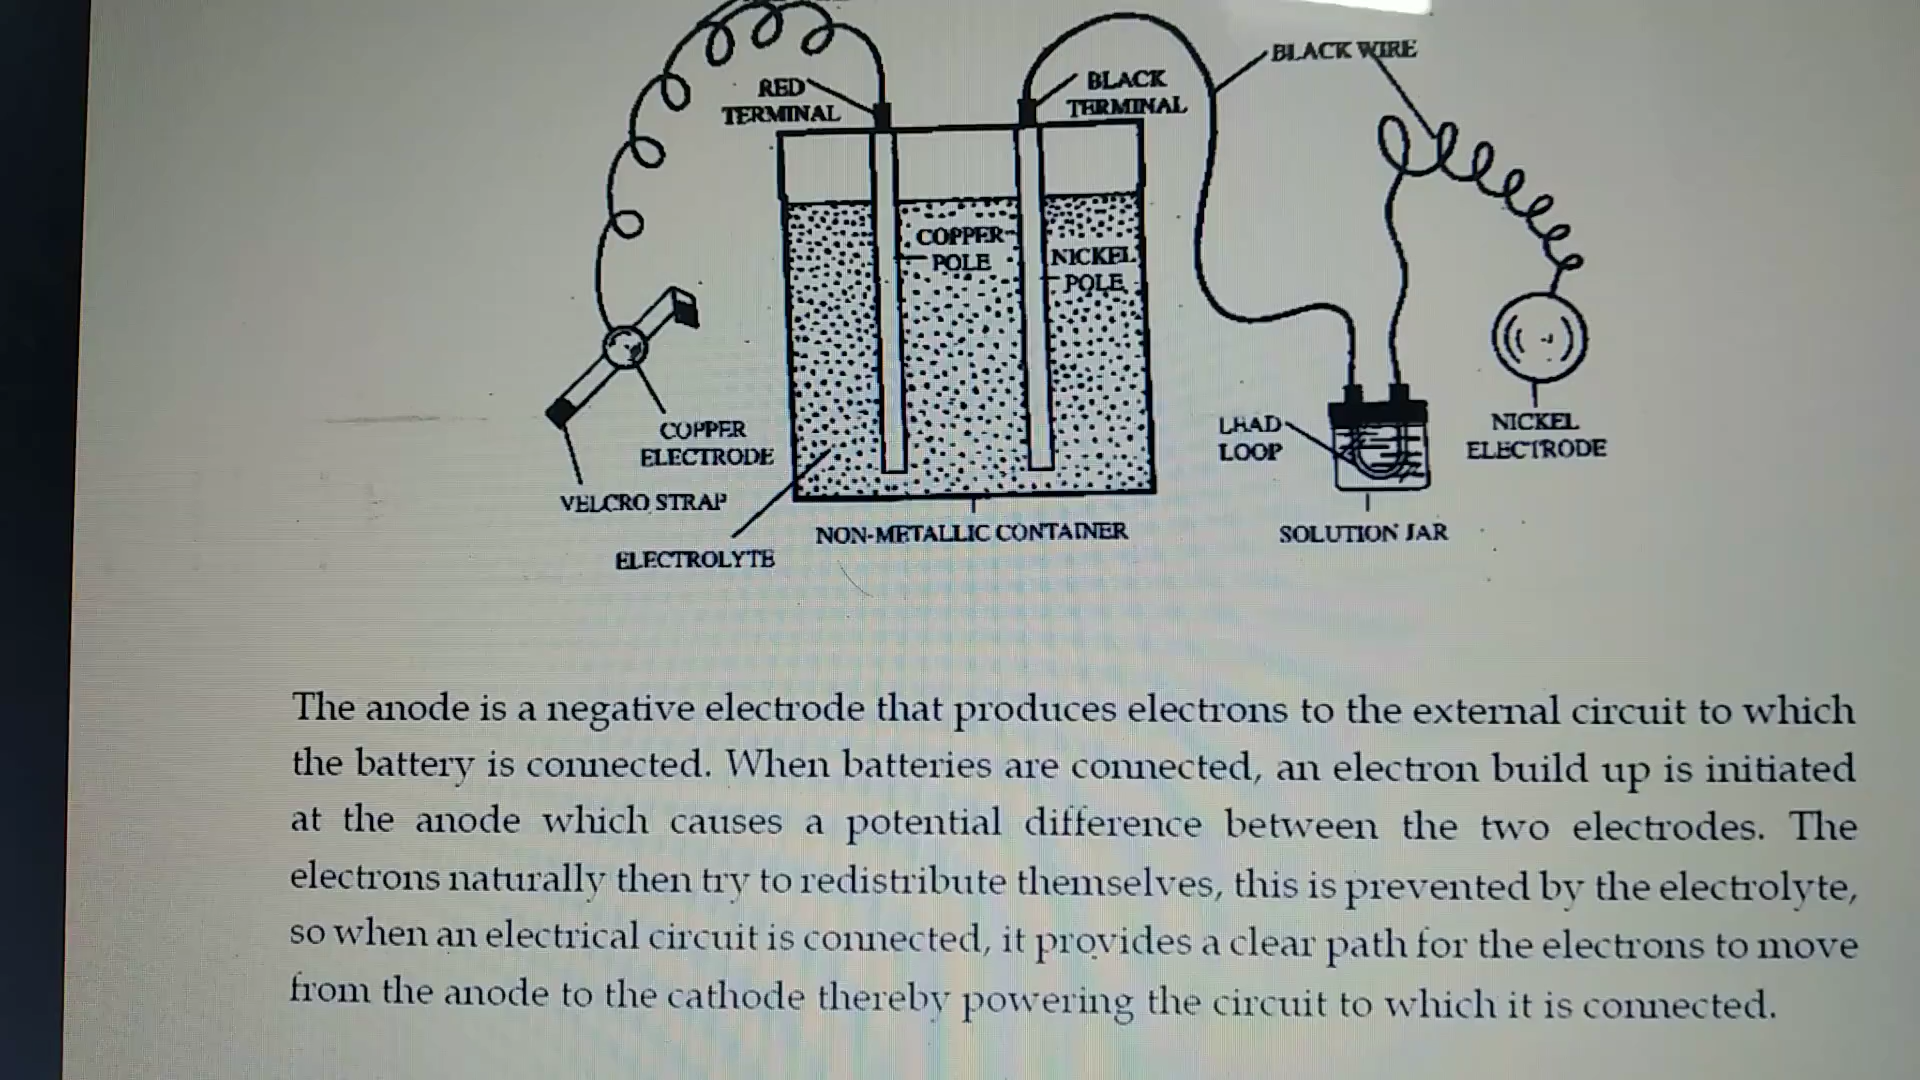 BLACK WIRE
RED
TERMINAL
BLACK
TERMINAL
COPPER
POLE
NICKEL
POLE
COPPER
ELECTRODE
VELCRO STRAP
ELECTROLYTE
NON-METALLIC CONTAINER
LEAD
LOOP
SOLUTION JAR
NICKEL
ELECTRODE
The anode is a negative electrode that produces electrons to the external circuit to which
the battery is connected. When batteries are connected, an electron build up is initiated
at the anode which causes a potential difference between the two electrodes. The
electrons naturally then try to redistribute themselves, this is prevented by the electrolyte,
so when an electrical circuit is connected, it provides a clear path for the electrons to move
from the anode to the cathode thereby powering the circuit to which it is connected.